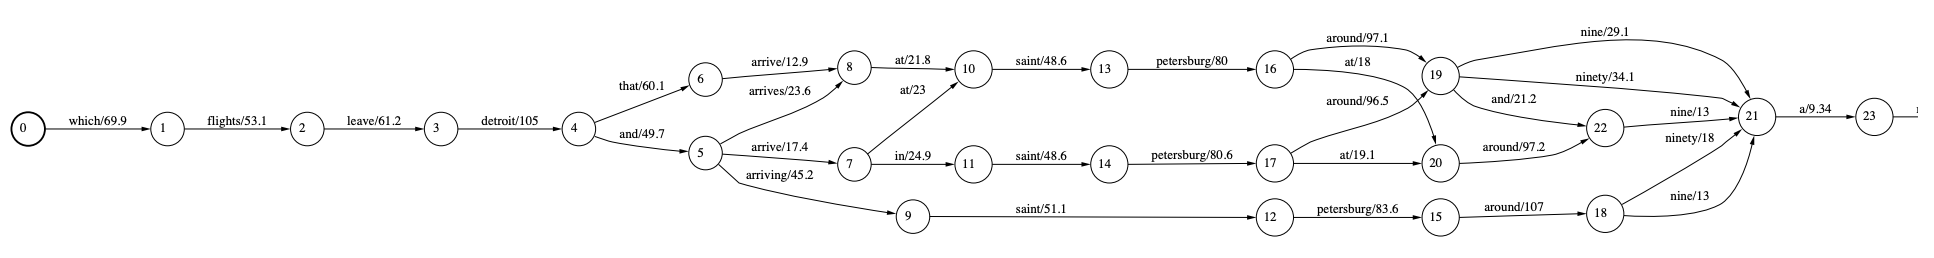 0 which/69.9 1 flights/53.1 2 leave/61.2 3 detroit/105 4
that/60.1 6 arrive/12.9 8 at/21.8 10 saint/48.6 13 petersburg/80 16
and/49.7 5 arrives/23.6
arrive/17.4 7 at/23
in/24.9 11 saint/48.6 14 petersburg/80.6 17
arriving/45.2 9 saint/51.1 12 petersburg/83.6 15 around/107 18
around/97.1 19
at/18
around/96.5
at/19.1 20
nine/29.1
ninety/34.1
and/21.2 22 nine/13 21 a/9.34 23
around/97.2
ninety/18
nine/13